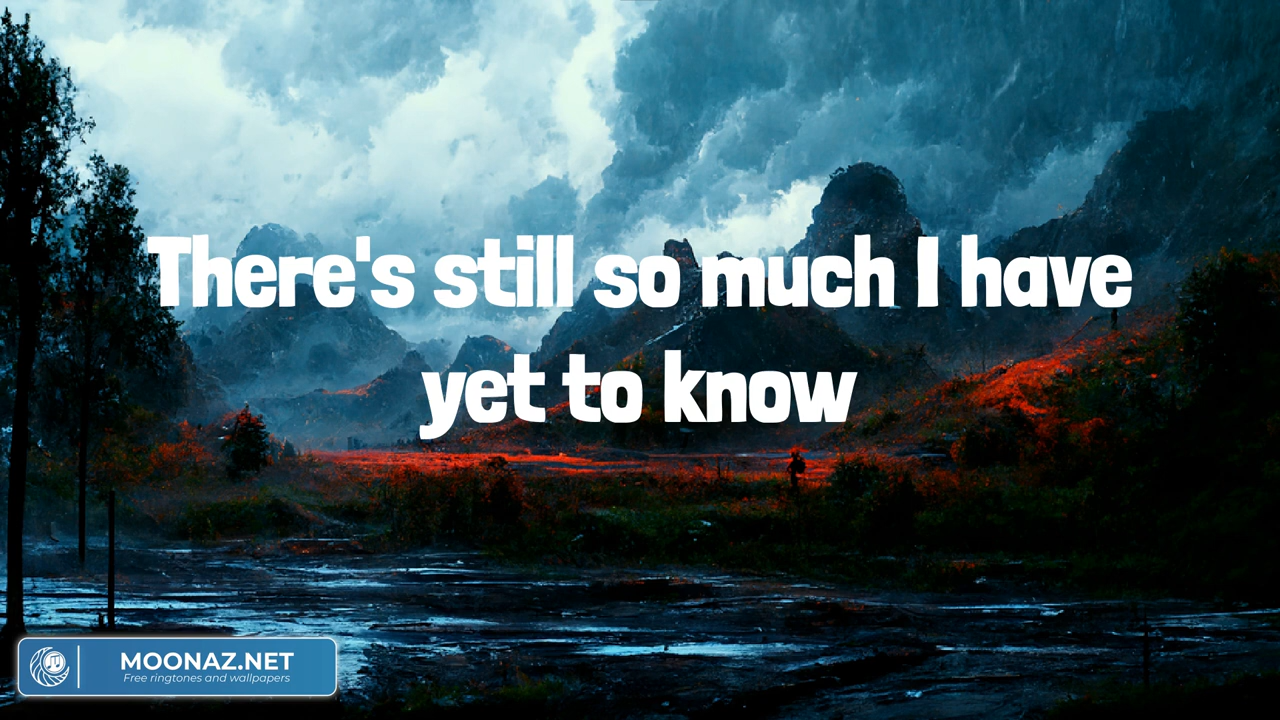 There's still so much I have
yet to know
MOONAZ.NET
Free ringtones and wallpapers